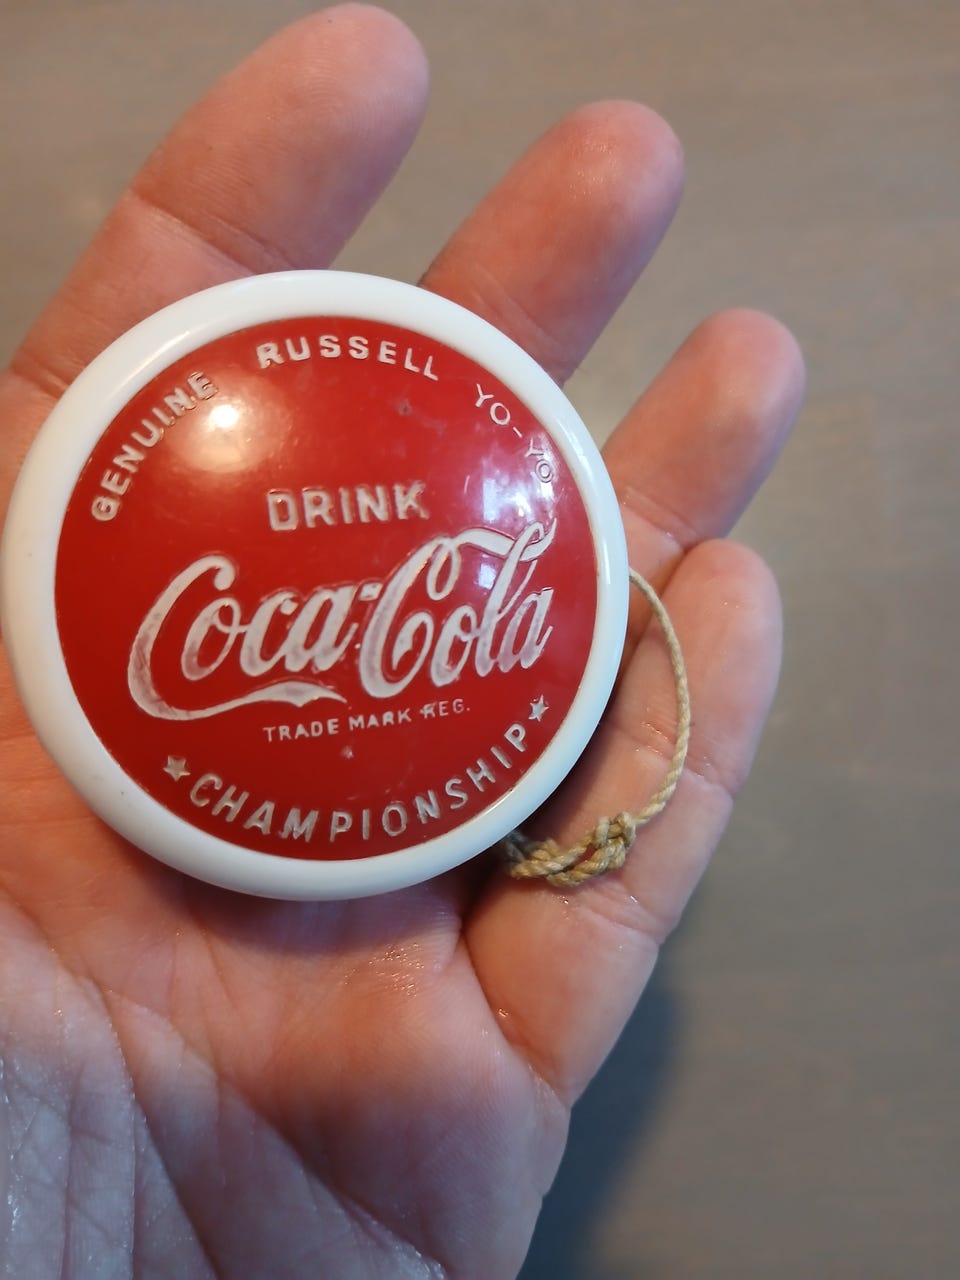 GENUINE RUSSELL YO-YO
DRINK
Coca-Cola
TRADE MARK REG.
CHAMPIONSHIP